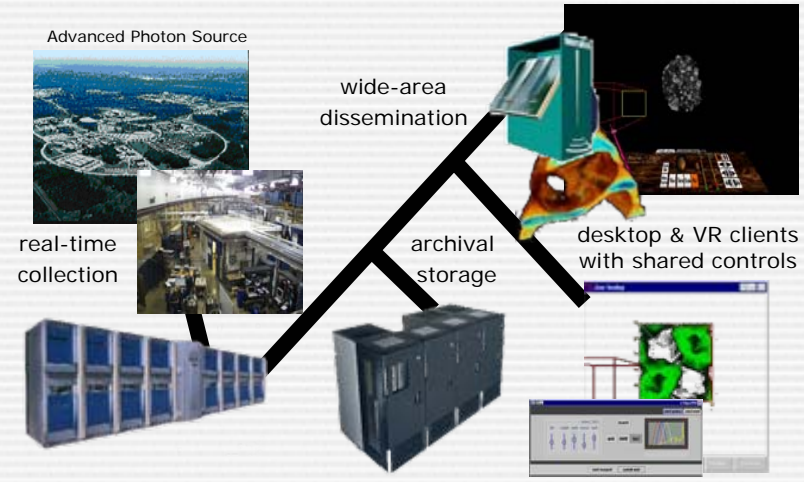 Advanced Photon Source
wide-area
dissemination
real-time
collection
archival
storage
desktop & VR clients
with shared controls